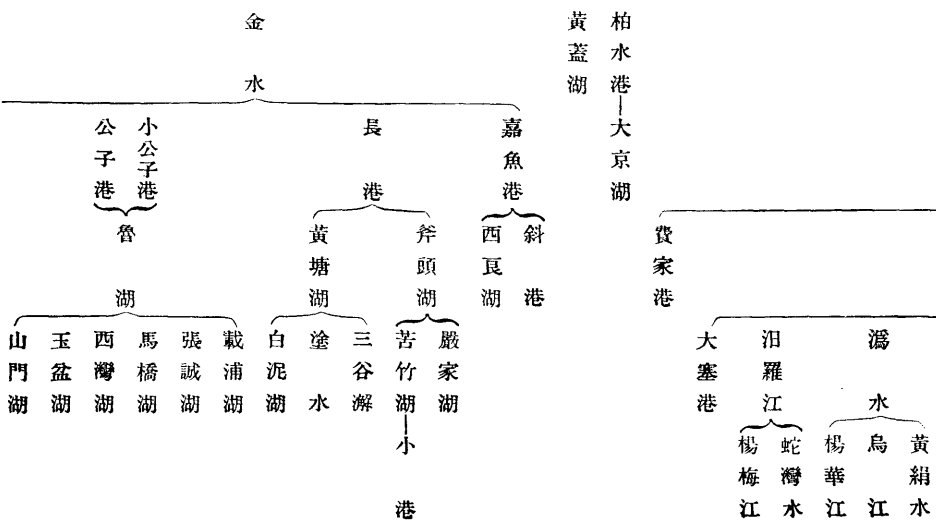 柏水港
大京湖
黃蓋湖
金水
費家港
嘉魚港
長港
小公子港
公子港
斜港
西艮湖
斧頭湖
黃塘湖
魯湖
潙水
汨羅江
大塞港
嚴家湖
苦竹湖
小港
三谷澥
塗水
白泥湖
載浦湖
張誠湖
馬橋湖
西灣湖
玉盆湖
山門湖
黃絹水
烏江
楊華江
蛇灣水
楊梅江